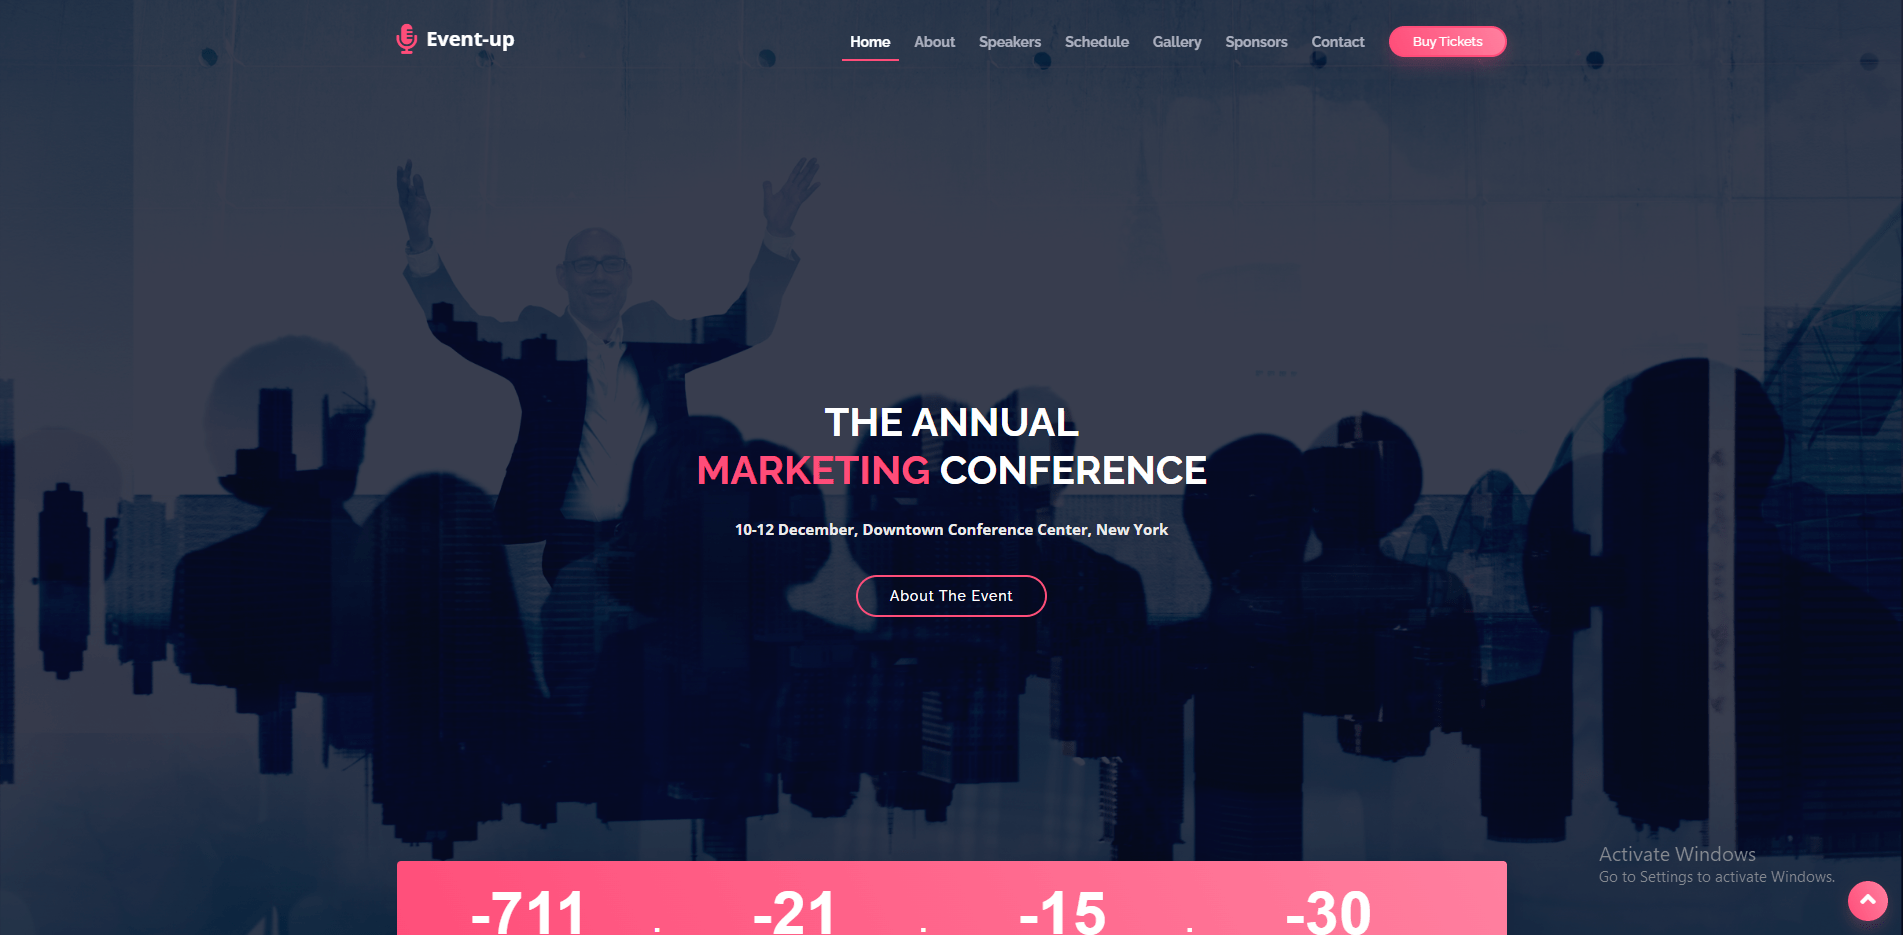 Event-up
Home About Speakers Schedule Gallery Sponsors Contact Buy Tickets
THE ANNUAL
MARKETING CONFERENCE
10-12 December, Downtown Conference Center, New York
About The Event
Activate Windows
Go to Settings to activate Windows.
-711 : -21 : -15 : -30